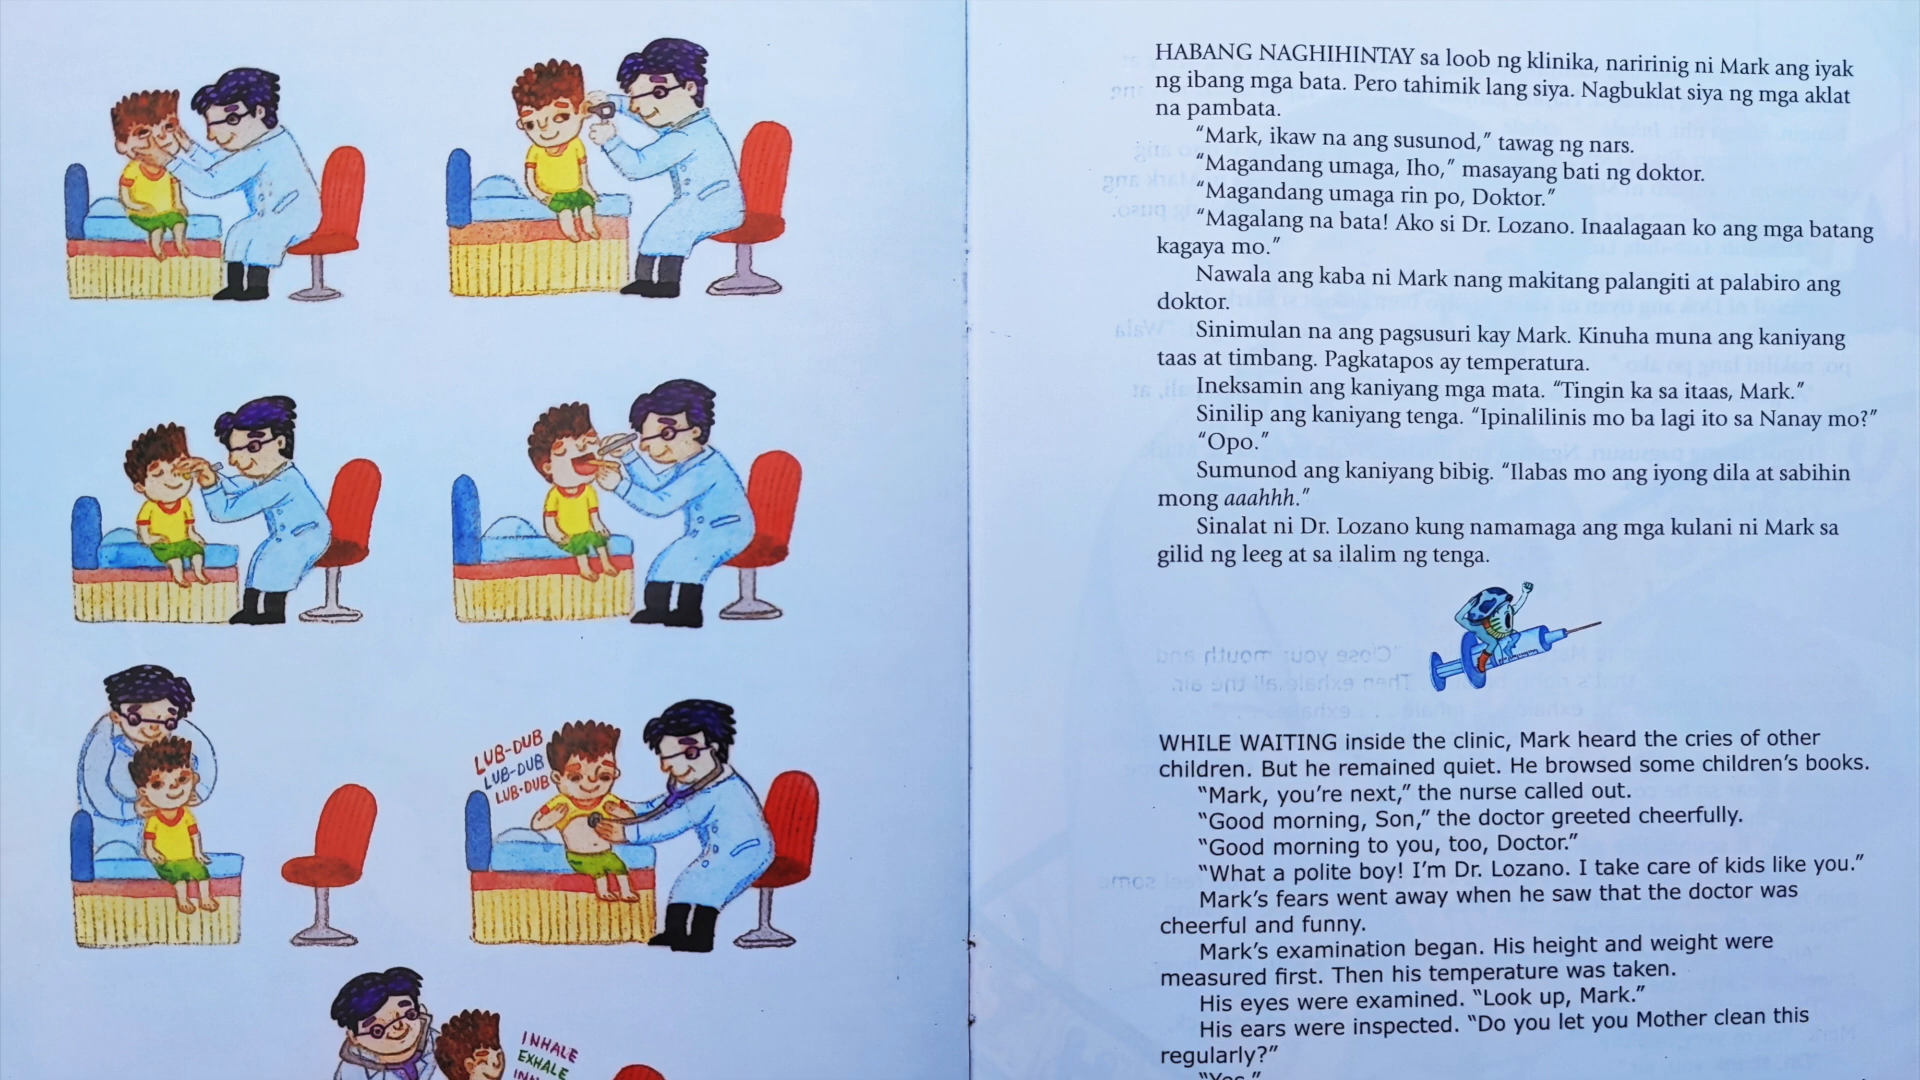 LUB-DUB
LUB-DUB
LUB-DUB
INHALE
EXHALE
HABANG NAGHIHINTAY sa loob ng klinika, naririnig ni Mark ang iyak
ng ibang mga bata. Pero tahimik lang siya. Nagbuklat siya ng mga aklat
na pambata.
“Mark, ikaw na ang susunod,” tawag ng nars.
“Magandang umaga, Iho,” masayang bati ng doktor.
“Magandang umaga rin po, Doktor.”
“Magalang na bata! Ako si Dr. Lozano. Inaalagaan ko ang mga batang
kagaya mo.”
Nawala ang kaba ni Mark nang makitang palangiti at palabiro ang
doktor.
Sinimulan na ang pagsusuri kay Mark. Kinuha muna ang kaniyang
taas at timbang. Pagkatapos ay temperatura.
Ineksamin ang kaniyang mga mata. “Tingin ka sa itaas, Mark.”
Sinilip ang kaniyang tenga. “Ipinalilinis mo ba lagi ito sa Nanay mo?”
“Opo.”
Sumunod ang kaniyang bibig. “Ilabas mo ang iyong dila at sabihin
mong aaahhh.”
Sinalat ni Dr. Lozano kung namamaga ang mga kulani ni Mark sa
gilid ng leeg at sa ilalim ng tenga.
WHILE WAITING inside the clinic, Mark heard the cries of other
children. But he remained quiet. He browsed some children’s books.
“Mark, you’re next,” the nurse called out.
“Good morning, Son,” the doctor greeted cheerfully.
“Good morning to you, too, Doctor.”
“What a polite boy! I’m Dr. Lozano. I take care of kids like you.”
Mark’s fears went away when he saw that the doctor was
cheerful and funny.
Mark’s examination began. His height and weight were
measured first. Then his temperature was taken.
His eyes were examined. “Look up, Mark.”
His ears were inspected. “Do you let you Mother clean this
regularly?”
“Yes.”